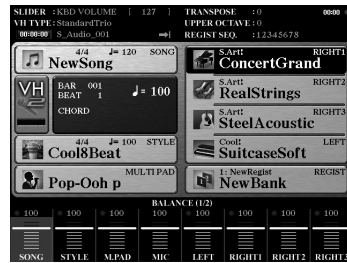 SLIDER :KBD VOLUME [ 127 ] TRANSPOSE :0 00:00
VH TYPE:StandardTrio UPPER OCTAVE:0
00:00:00 S_Audio_001 REGIST SEQ. :12345678
4/4 ♩= 120 SONG
NewSong
S.Art! RIGHT1
ConcertGrand
VH 2
BAR 001
BEAT 1 ♩= 100
CHORD
S.Art! RIGHT2
RealStrings
S.Art! RIGHT3
SteelAcoustic
4/4 ♩= 100 STYLE
Cool8Beat
Cool! LEFT
SuitcaseSoft
MULTI PAD
Pop-Ooh p
1: NewRegist REGIST
NewBank
BALANCE (1/2)
100 100 100 100 100 100 100 100
SONG STYLE M.PAD MIC LEFT RIGHT1 RIGHT2 RIGHT3